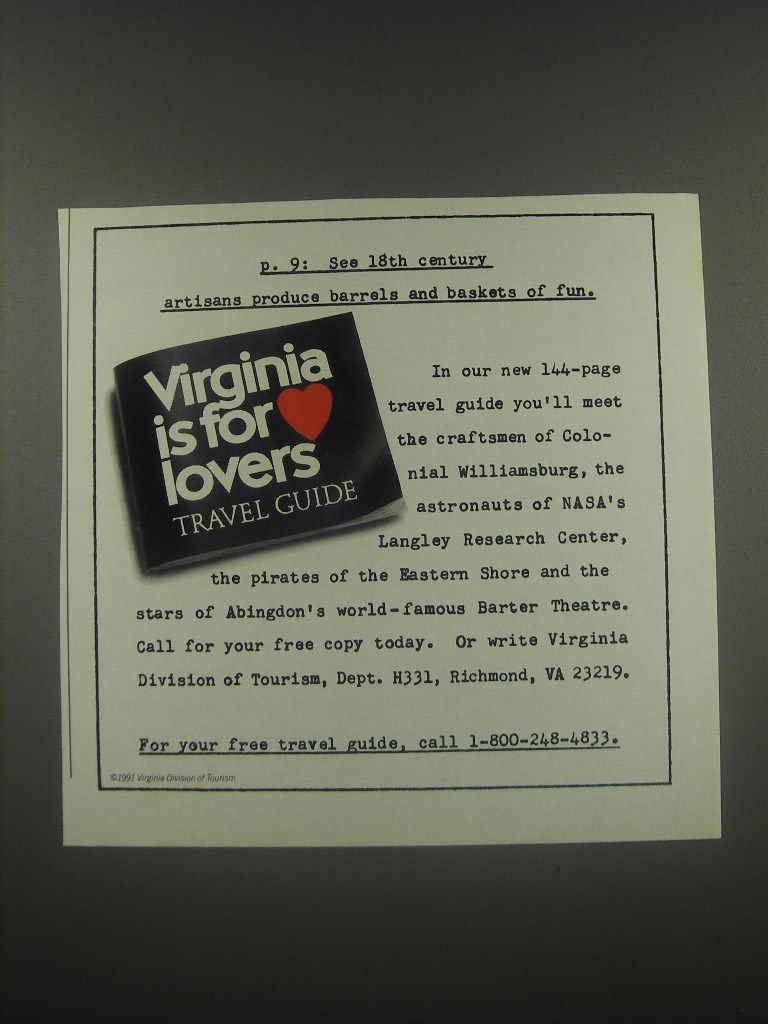 p. 9: See 18th century
artisans produce barrels and baskets of fun.
Virginia
is for
lovers
TRAVEL GUIDE
In our new 144-page
travel guide you'll meet
the craftsmen of Colo-
nial Williamsburg, the
astronauts of NASA's
Langley Research Center,
the pirates of the Eastern Shore and the
stars of Abingdon's world-famous Barter Theatre.
Call for your free copy today. Or write Virginia
Division of Tourism, Dept. H331, Richmond, VA 23219.
For your free travel guide, call 1-800-248-4833.
©1991 Virginia Division of Tourism